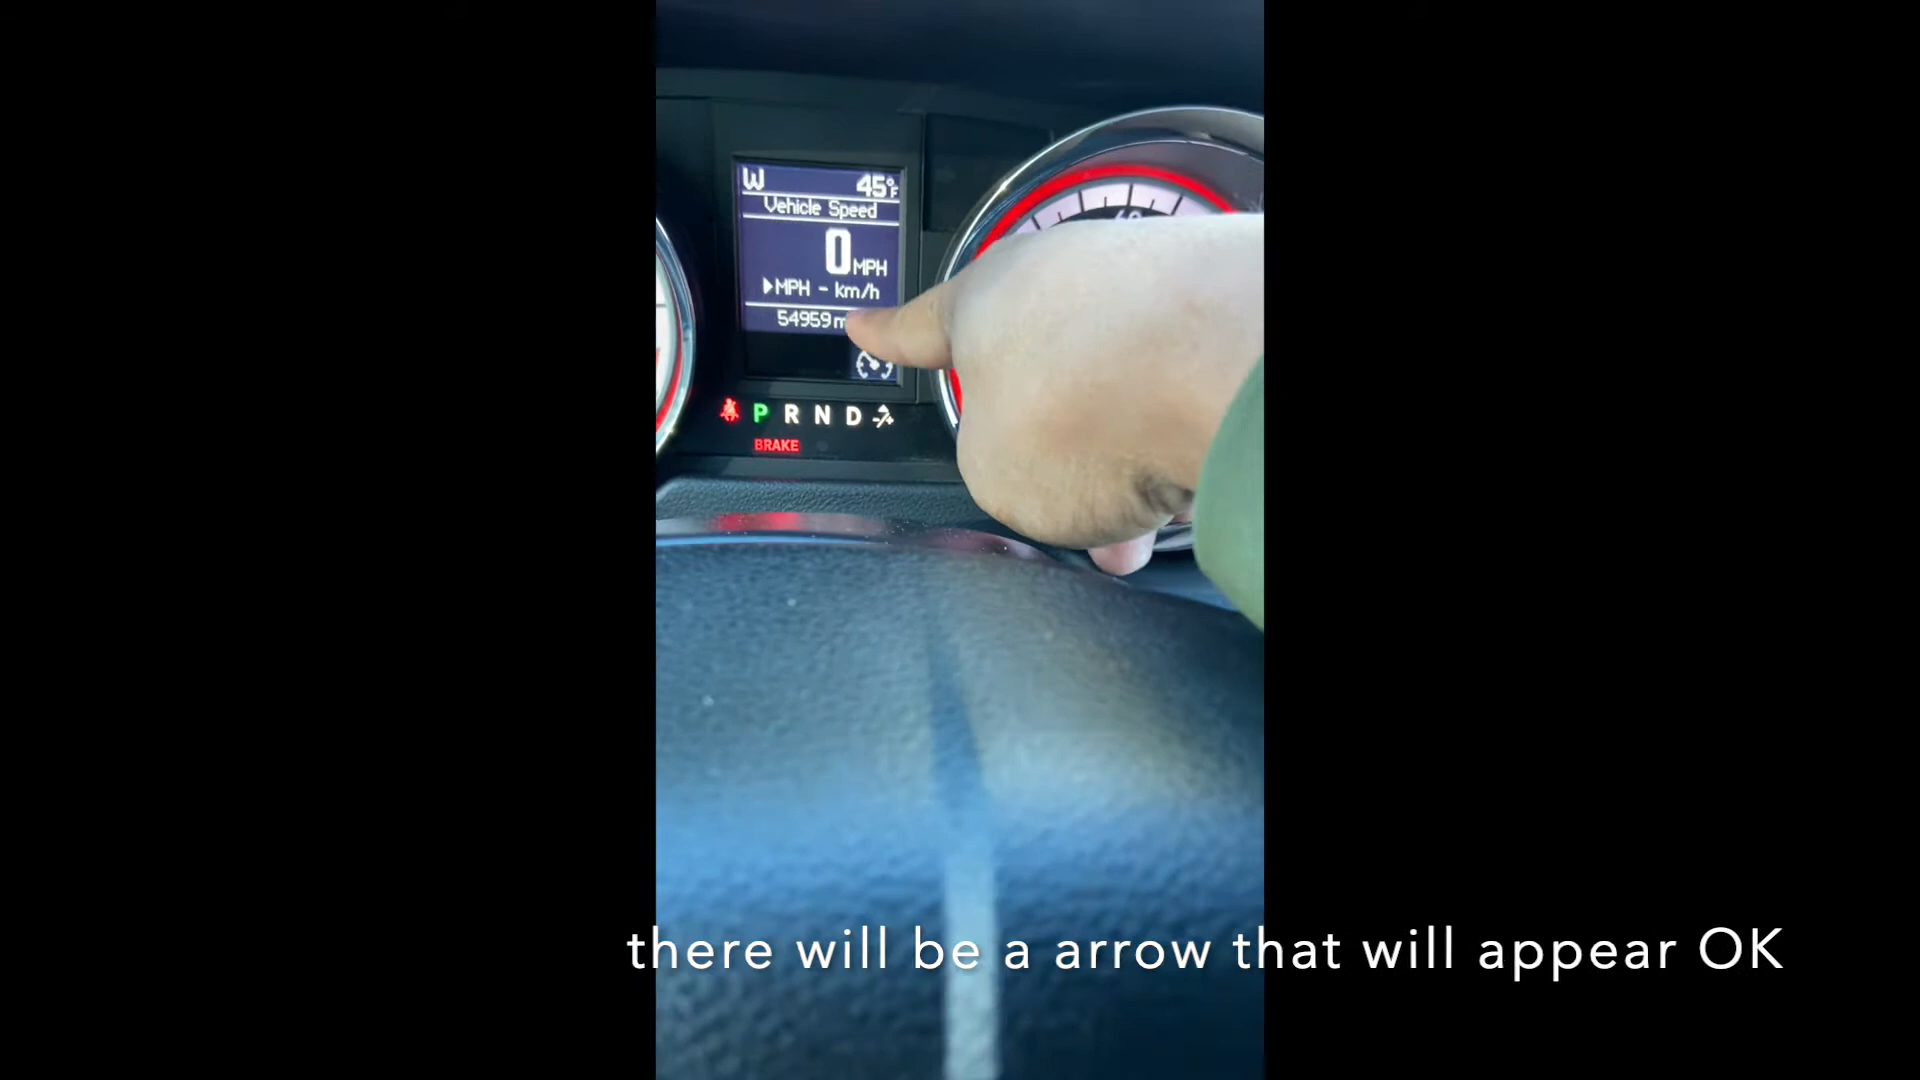 W 45°F
Vehicle Speed
0 MPH
▶MPH - km/h
54959 m
P R N D
BRAKE
there will be a arrow that will appear OK